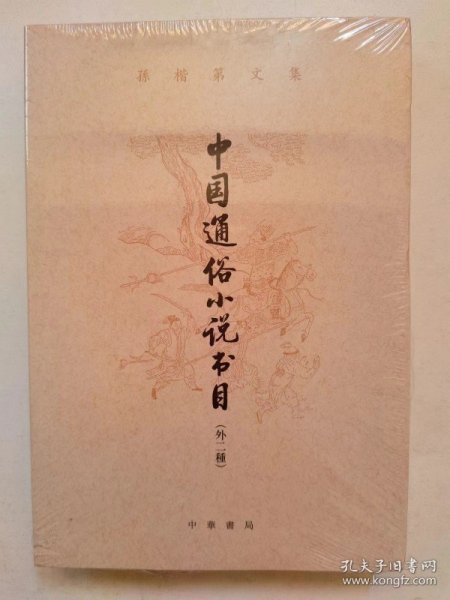 孫楷第文集
中国通俗小说书目
（外二種）
中華書局
孔夫子旧书网
www.kongfz.com